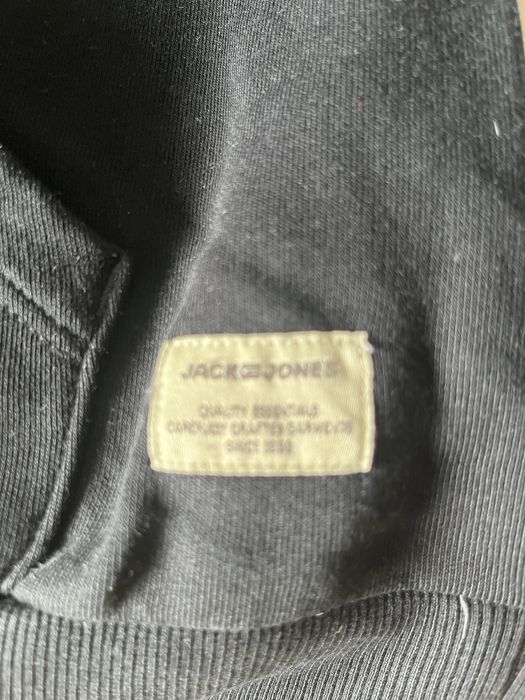 JACK & JONES
QUALITY ESSENTIALS
CAREFULLY CRAFTED GARMENTS
— SINCE 1990 —